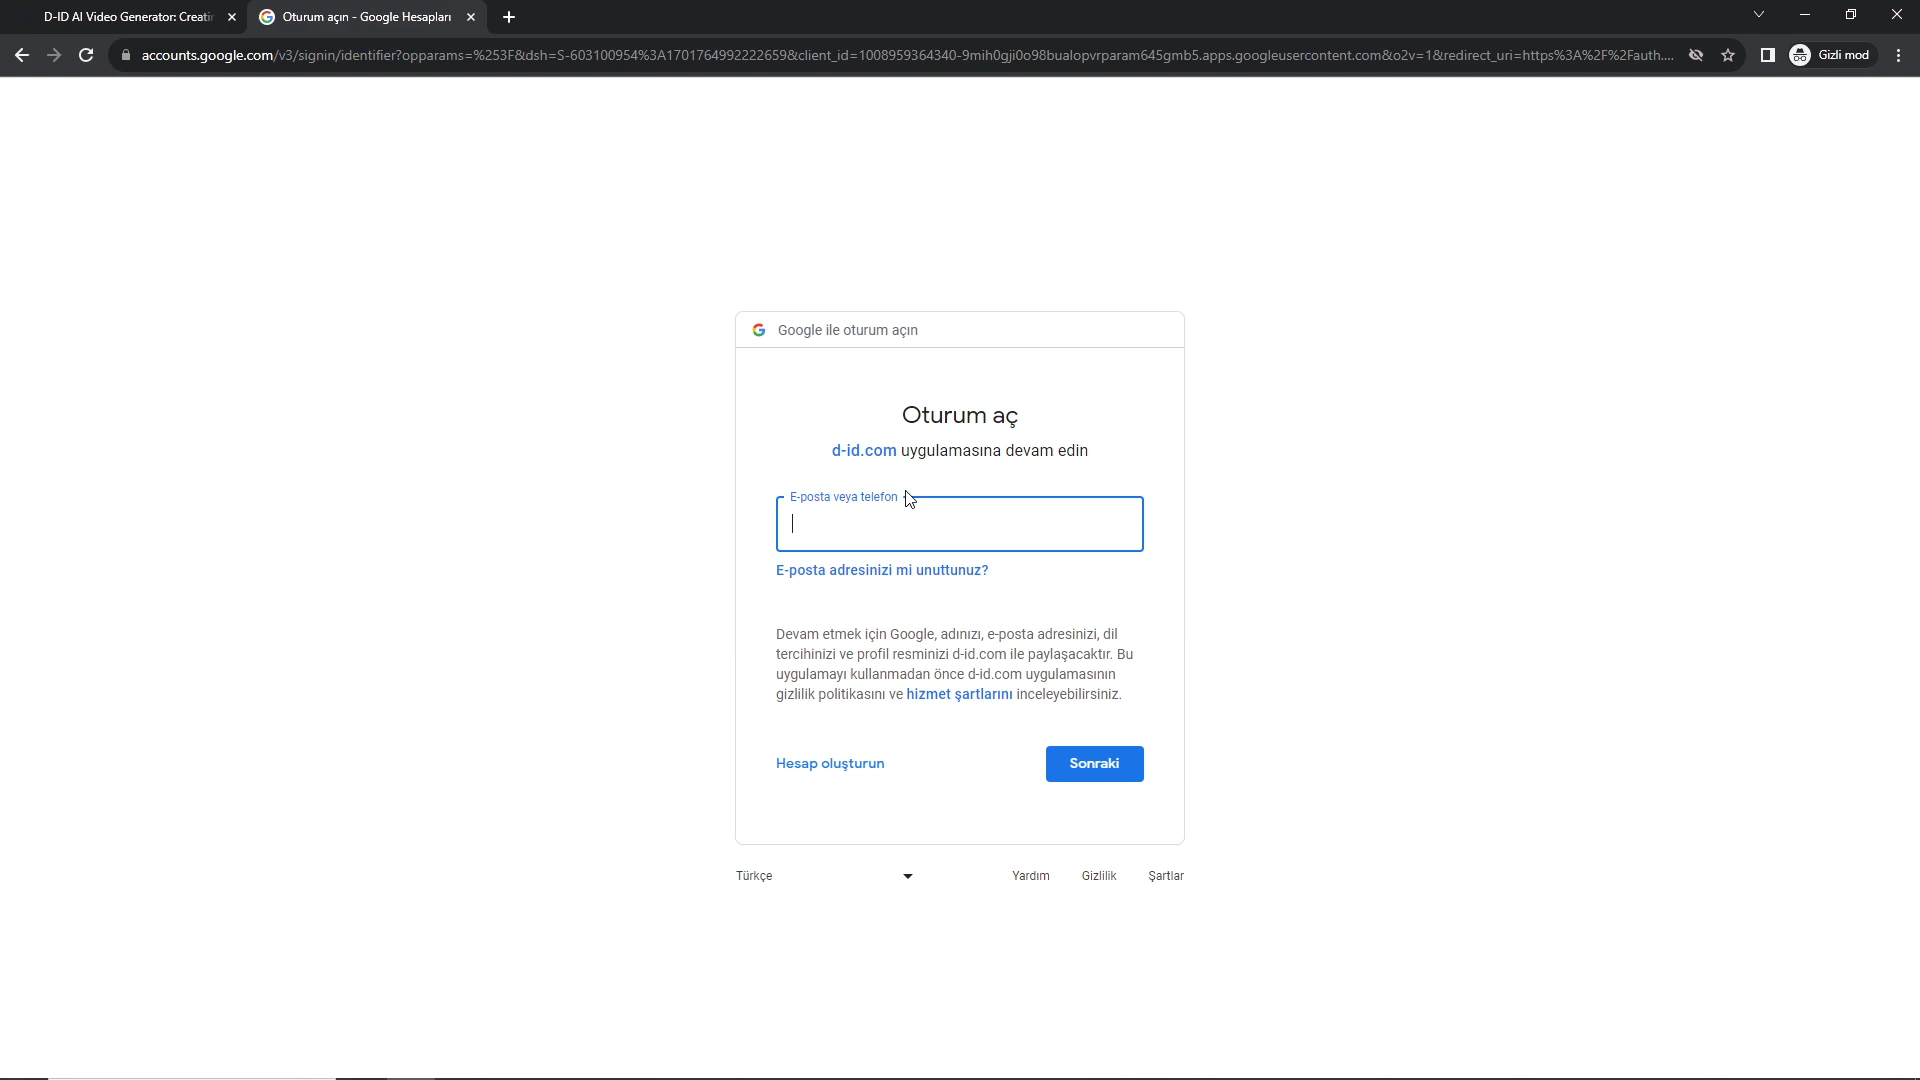 D-ID AI Video Generator: Creatin
Oturum açın - Google Hesapları
accounts.google.com/v3/signin/identifier?opparams=%253F&dsh=S-603100954%3A1701764992222659&client_id=1008959364340-9mih0gji0o98bualopvrparam645gmb5.apps.googleusercontent.com&o2v=1&redirect_uri=https%3A%2F%2Fauth....
Gizli mod
Google ile oturum açın
Oturum aç
d-id.com uygulamasına devam edin
E-posta veya telefon
E-posta adresinizi mi unuttunuz?
Devam etmek için Google, adınızı, e-posta adresinizi, dil
tercihinizi ve profil resminizi d-id.com ile paylaşacaktır. Bu
uygulamayı kullanmadan önce d-id.com uygulamasının
gizlilik politikasını ve hizmet şartlarını inceleyebilirsiniz.
Hesap oluşturun
Sonraki
Türkçe
Yardım
Gizlilik
Şartlar